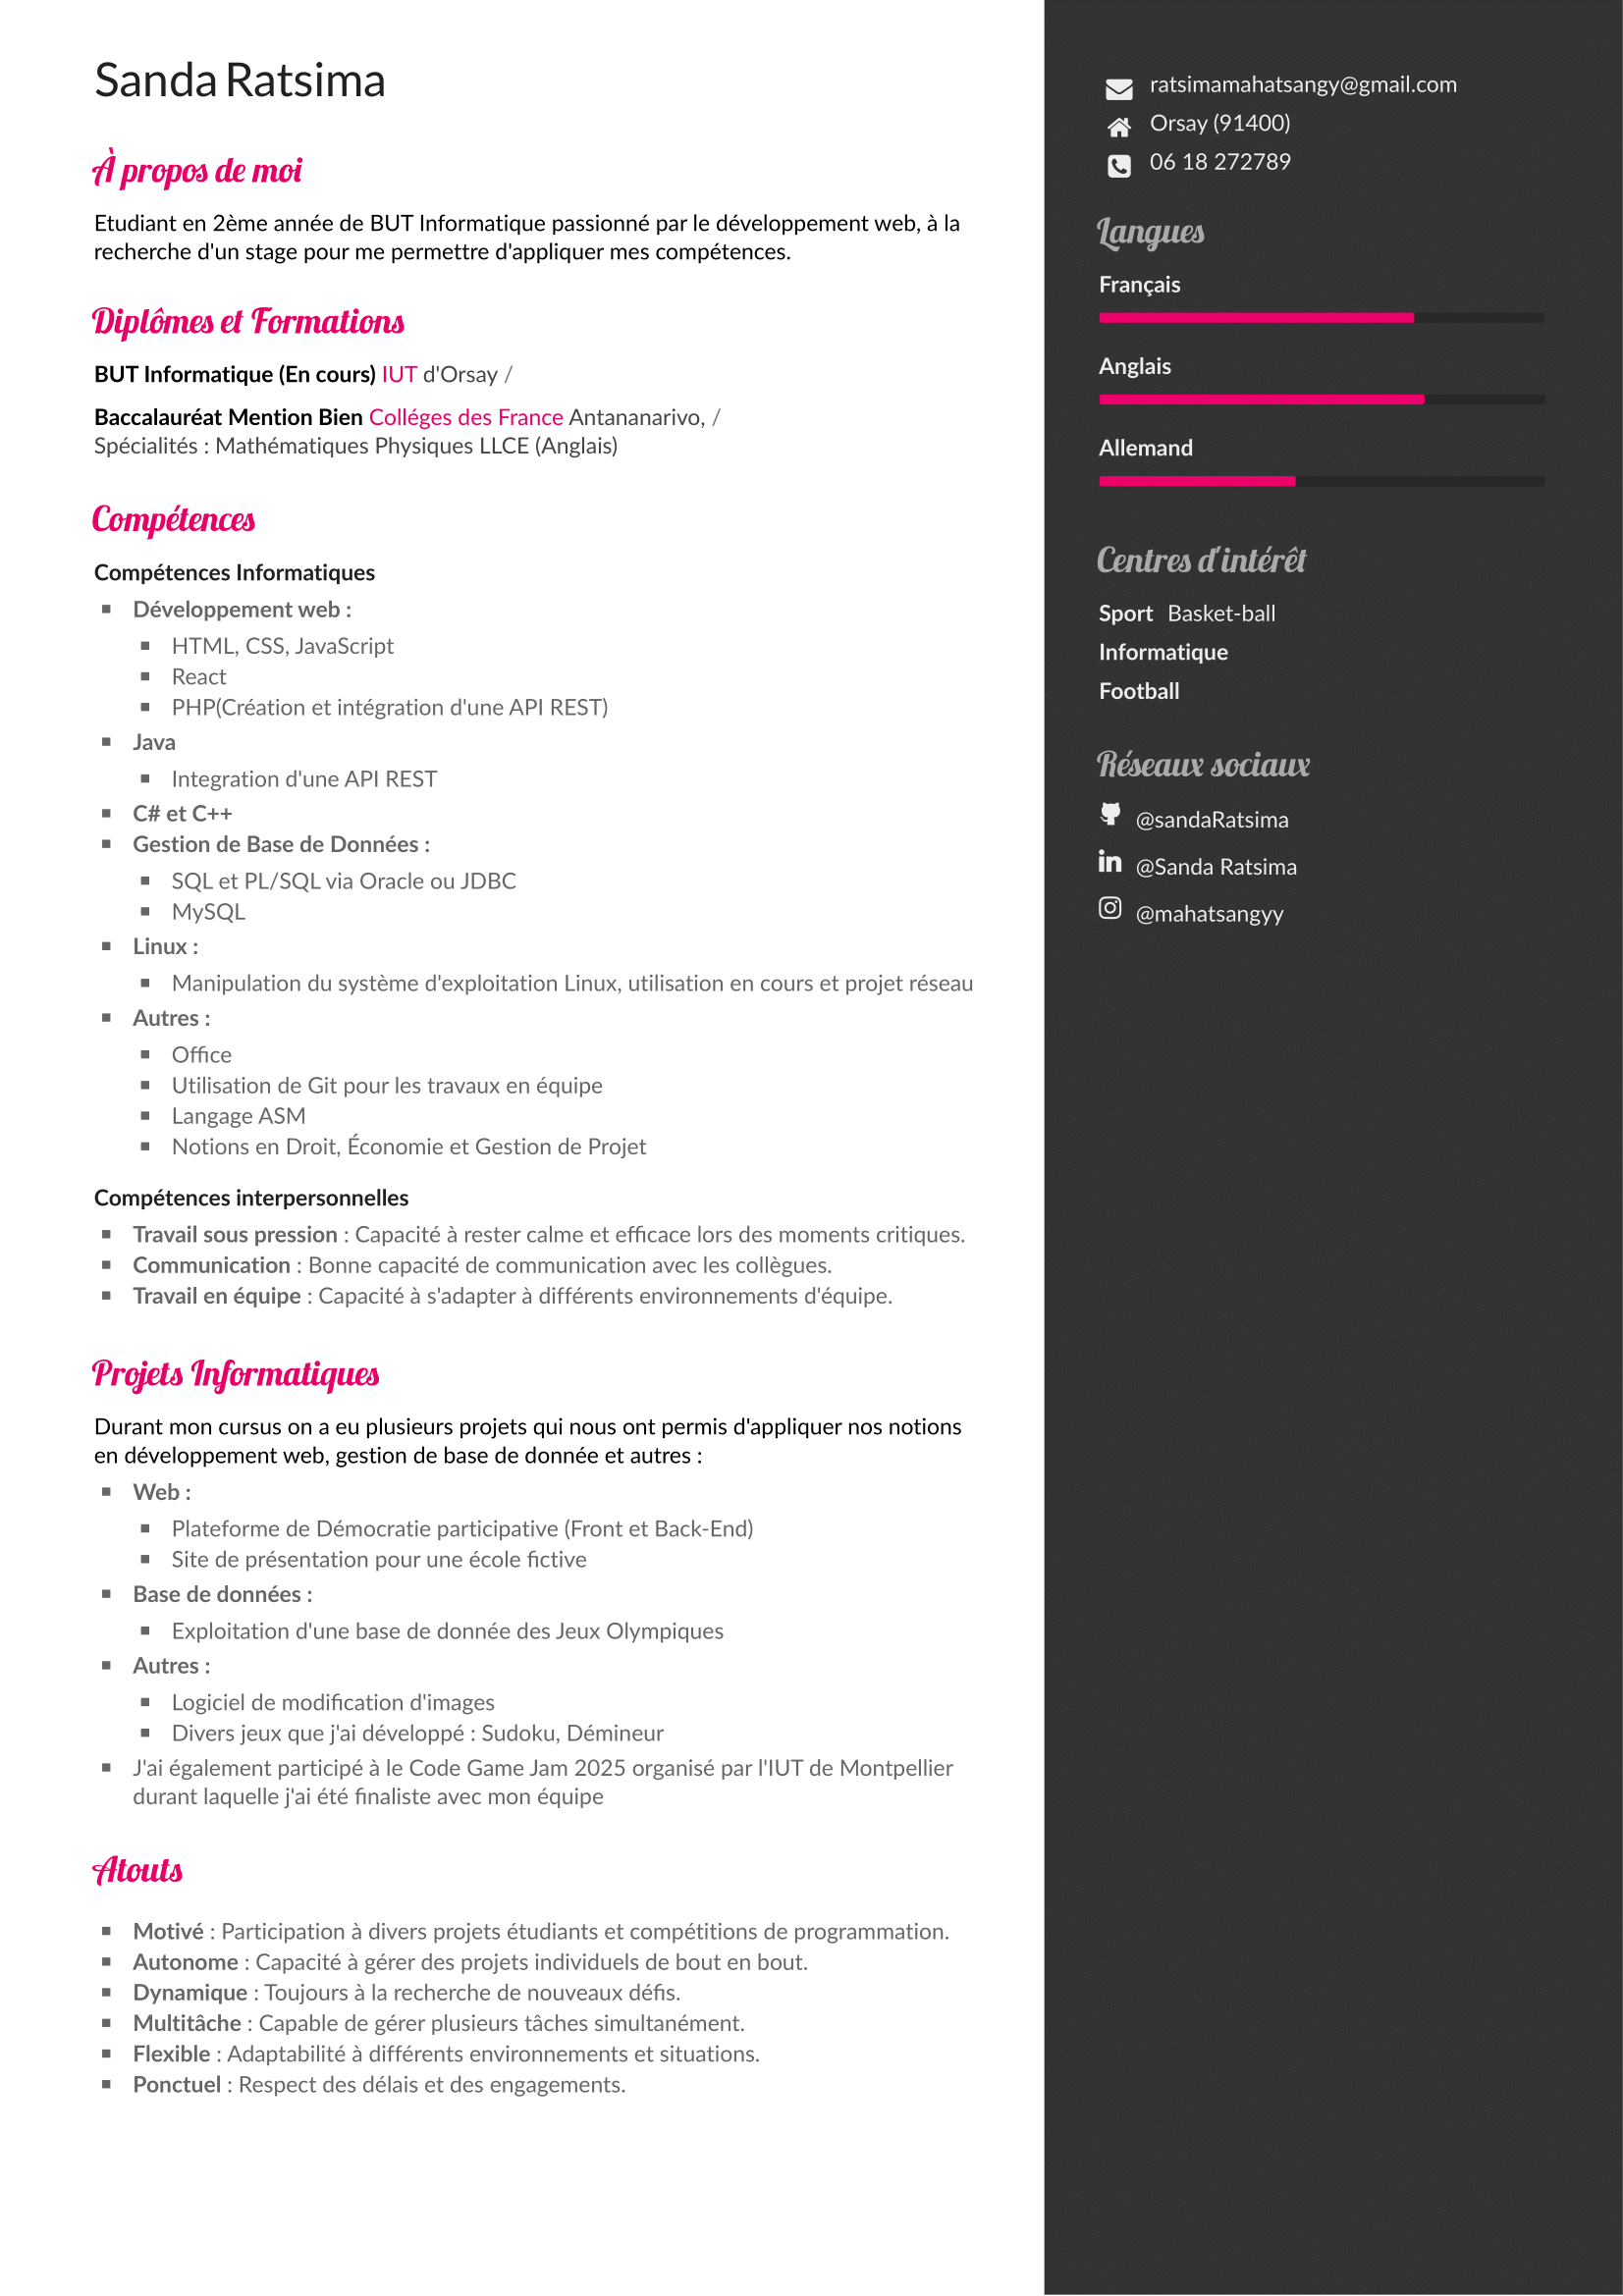 Sanda Ratsima
À propos de moi
Etudiant en 2ème année de BUT Informatique passionné par le développement web, à la
recherche d'un stage pour me permettre d'appliquer mes compétences.
Diplômes et Formations
BUT Informatique (En cours) IUT d'Orsay /
Baccalauréat Mention Bien Colléges des France Antananarivo, /
Spécialités : Mathématiques Physiques LLCE (Anglais)
Compétences
Compétences Informatiques
Développement web :
HTML, CSS, JavaScript
React
PHP(Création et intégration d'une API REST)
Java
Integration d'une API REST
C# et C++
Gestion de Base de Données :
SQL et PL/SQL via Oracle ou JDBC
MySQL
Linux :
Manipulation du système d'exploitation Linux, utilisation en cours et projet réseau
Autres :
Office
Utilisation de Git pour les travaux en équipe
Langage ASM
Notions en Droit, Économie et Gestion de Projet
Compétences interpersonnelles
Travail sous pression : Capacité à rester calme et efficace lors des moments critiques.
Communication : Bonne capacité de communication avec les collègues.
Travail en équipe : Capacité à s'adapter à différents environnements d'équipe.
Projets Informatiques
Durant mon cursus on a eu plusieurs projets qui nous ont permis d'appliquer nos notions
en développement web, gestion de base de donnée et autres :
Web :
Plateforme de Démocratie participative (Front et Back-End)
Site de présentation pour une école fictive
Base de données :
Exploitation d'une base de donnée des Jeux Olympiques
Autres :
Logiciel de modification d'images
Divers jeux que j'ai développé : Sudoku, Démineur
J'ai également participé à le Code Game Jam 2025 organisé par l'IUT de Montpellier
durant laquelle j'ai été finaliste avec mon équipe
Atouts
Motivé : Participation à divers projets étudiants et compétitions de programmation.
Autonome : Capacité à gérer des projets individuels de bout en bout.
Dynamique : Toujours à la recherche de nouveaux défis.
Multitâche : Capable de gérer plusieurs tâches simultanément.
Flexible : Adaptabilité à différents environnements et situations.
Ponctuel : Respect des délais et des engagements.
ratsimamahatsangy@gmail.com
Orsay (91400)
06 18 272789
Langues
Français
Anglais
Allemand
Centres d'intérêt
Sport Basket-ball
Informatique
Football
Réseaux sociaux
@sandaRatsima
@Sanda Ratsima
@mahatsangyy